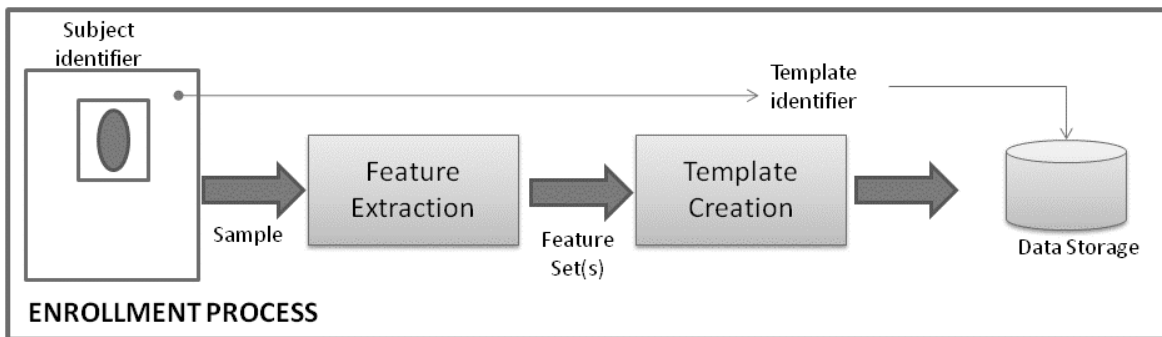 Subject
identifier
Template
identifier
Feature
Extraction
Template
Creation
Sample
Feature
Set(s)
Data Storage
ENROLLMENT PROCESS